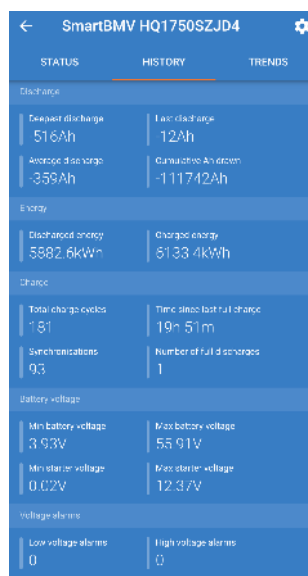 SmartBMV HQ1750SZJD4
STATUS HISTORY TRENDS
Discharge
Deepest discharge Last discharge
-516Ah -12Ah
Average discharge Cumulative Ah drawn
-359Ah -111742Ah
Energy
Discharged energy Charged energy
5882.6kWh 6133.4kWh
Charge
Total charge cycles Time since last full charge
181 19h 51m
Synchronisations Number of full discharges
93 1
Battery voltage
Min battery voltage Max battery voltage
3.93V 55.91V
Min starter voltage Max starter voltage
0.02V 12.37V
Voltage alarms
Low voltage alarms High voltage alarms
0 0